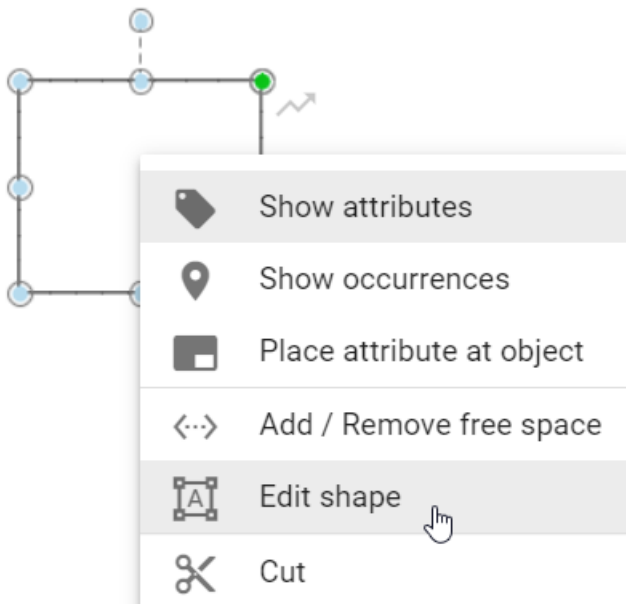 Show attributes
Show occurrences
Place attribute at object
Add / Remove free space
A
Edit shape
Cut